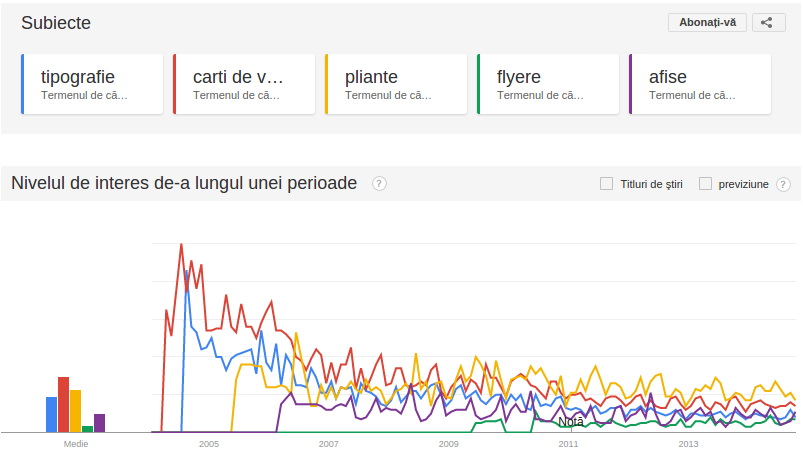 Subiecte
Abonați-vă
tipografie
Termenul de că…
carti de v…
Termenul de că…
pliante
Termenul de că…
flyere
Termenul de că…
afise
Termenul de că…
Nivelul de interes de-a lungul unei perioade
?
Titluri de știri
previziune
?
Notă
Medie
2005
2007
2009
2011
2013